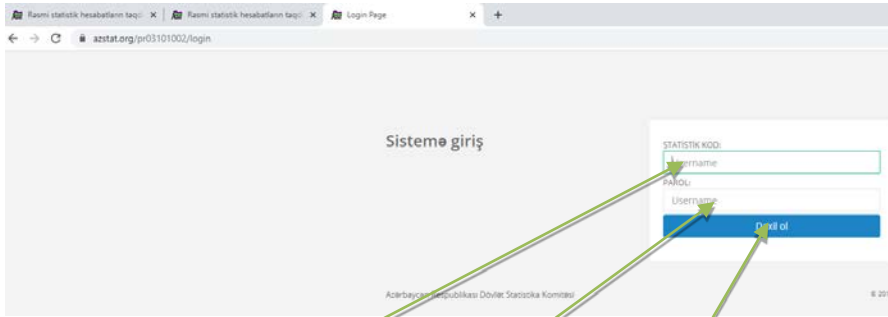 Rəsmi statistik hesabatların təqd
Rəsmi statistik hesabatların təqd
Login Page
azstat.org/pr03101002/login
Sistemə giriş
STATİSTİK KOD:
Username
PAROL:
Username
Daxil ol
Azərbaycan Respublikası Dövlət Statistika Komitəsi
© 201